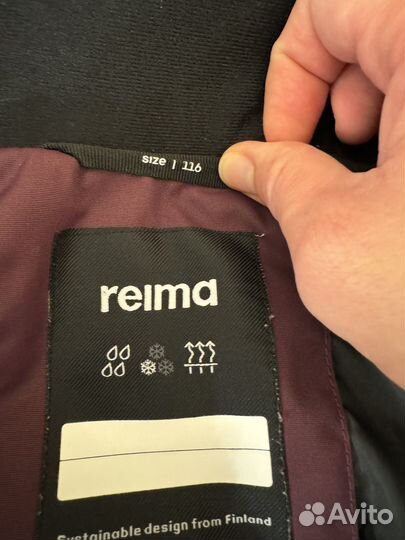 size | 116
reima
Sustainable design from Finland
Avito